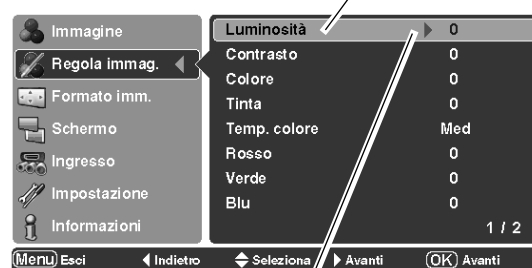 Immagine
Regola immag.
Formato imm.
Schermo
Ingresso
Impostazione
Informazioni
Luminosità 0
Contrasto 0
Colore 0
Tinta 0
Temp. colore Med
Rosso 0
Verde 0
Blu 0
1 / 2
Menu Esci Indietro Seleziona Avanti OK Avanti